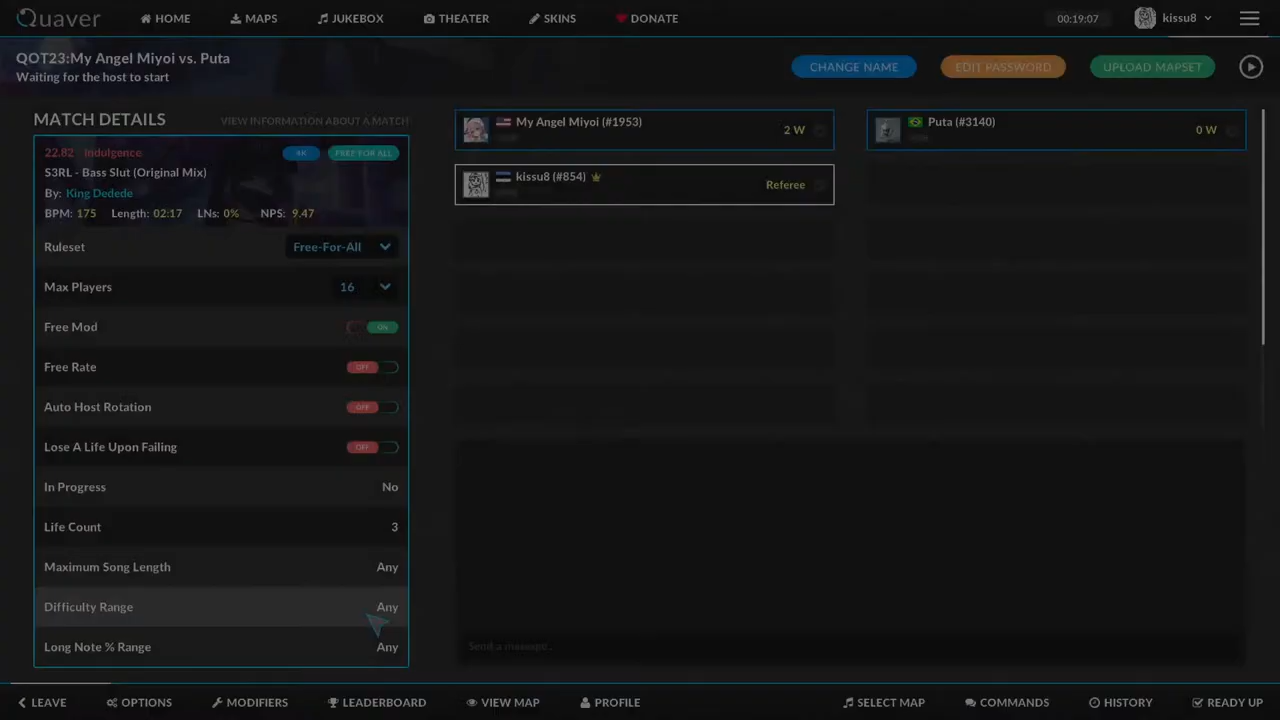 Quaver HOME MAPS JUKEBOX THEATER SKINS DONATE 00:19:07 kissu8
QOT23:My Angel Miyoi vs. Puta
Waiting for the host to start
CHANGE NAME EDIT PASSWORD UPLOAD MAPSET
MATCH DETAILS VIEW INFORMATION ABOUT A MATCH
22.82 Indulgence 4K FREE FOR ALL
S3RL - Bass Slut (Original Mix)
By: King Dedede
BPM: 175 Length: 02:17 LNs: 0% NPS: 9.47
Ruleset Free-For-All
Max Players 16
Free Mod ON
Free Rate OFF
Auto Host Rotation OFF
Lose A Life Upon Failing OFF
In Progress No
Life Count 3
Maximum Song Length Any
Difficulty Range Any
Long Note % Range Any
My Angel Miyoi (#1953) 2 W
Puta (#3140) 0 W
kissu8 (#854) Referee
Send a message...
LEAVE OPTIONS MODIFIERS LEADERBOARD VIEW MAP PROFILE SELECT MAP COMMANDS HISTORY READY UP